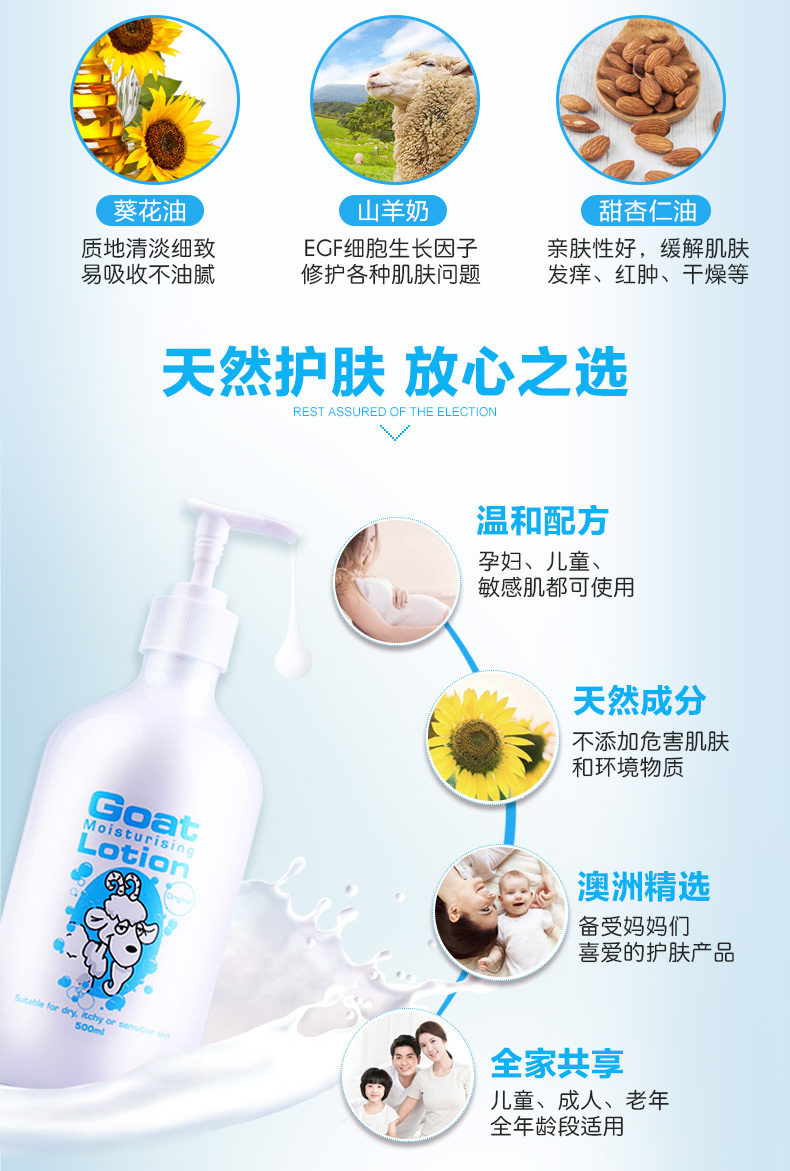 葵花油
质地清淡细致
易吸收不油腻
山羊奶
EGF细胞生长因子
修护各种肌肤问题
甜杏仁油
亲肤性好，缓解肌肤
发痒、红肿、干燥等
天然护肤 放心之选
REST ASSURED OF THE ELECTION
温和配方
孕妇、儿童、
敏感肌都可使用
天然成分
不添加危害肌肤
和环境物质
Goat
Moisturising
Lotion
Original
Suitable for dry, itchy or sensitive skin
500ml
澳洲精选
备受妈妈们
喜爱的护肤产品
全家共享
儿童、成人、老年
全年龄段适用